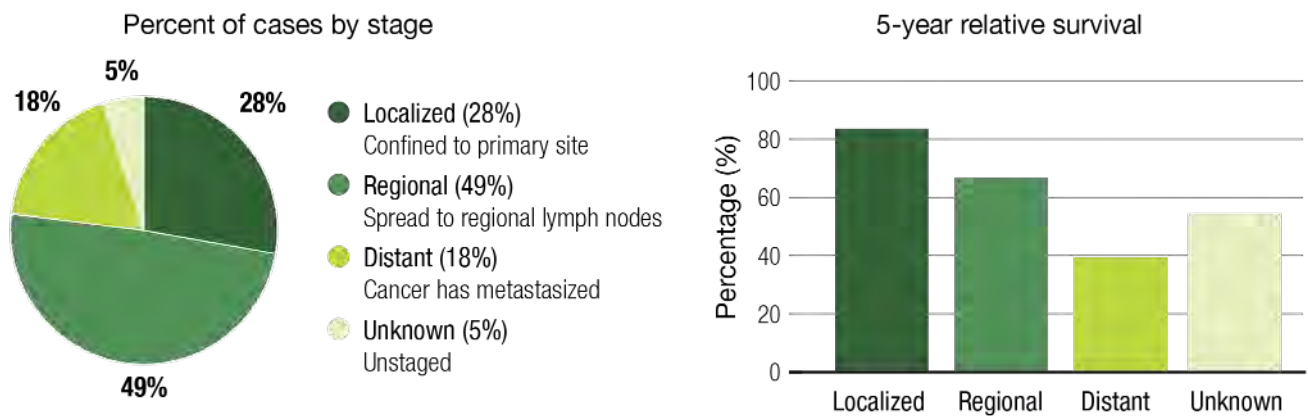 Percent of cases by stage
5%
18%
28%
49%
Localized (28%)
Confined to primary site
Regional (49%)
Spread to regional lymph nodes
Distant (18%)
Cancer has metastasized
Unknown (5%)
Unstaged
5-year relative survival
Percentage (%)
100
80
60
40
20
0
Localized Regional Distant Unknown